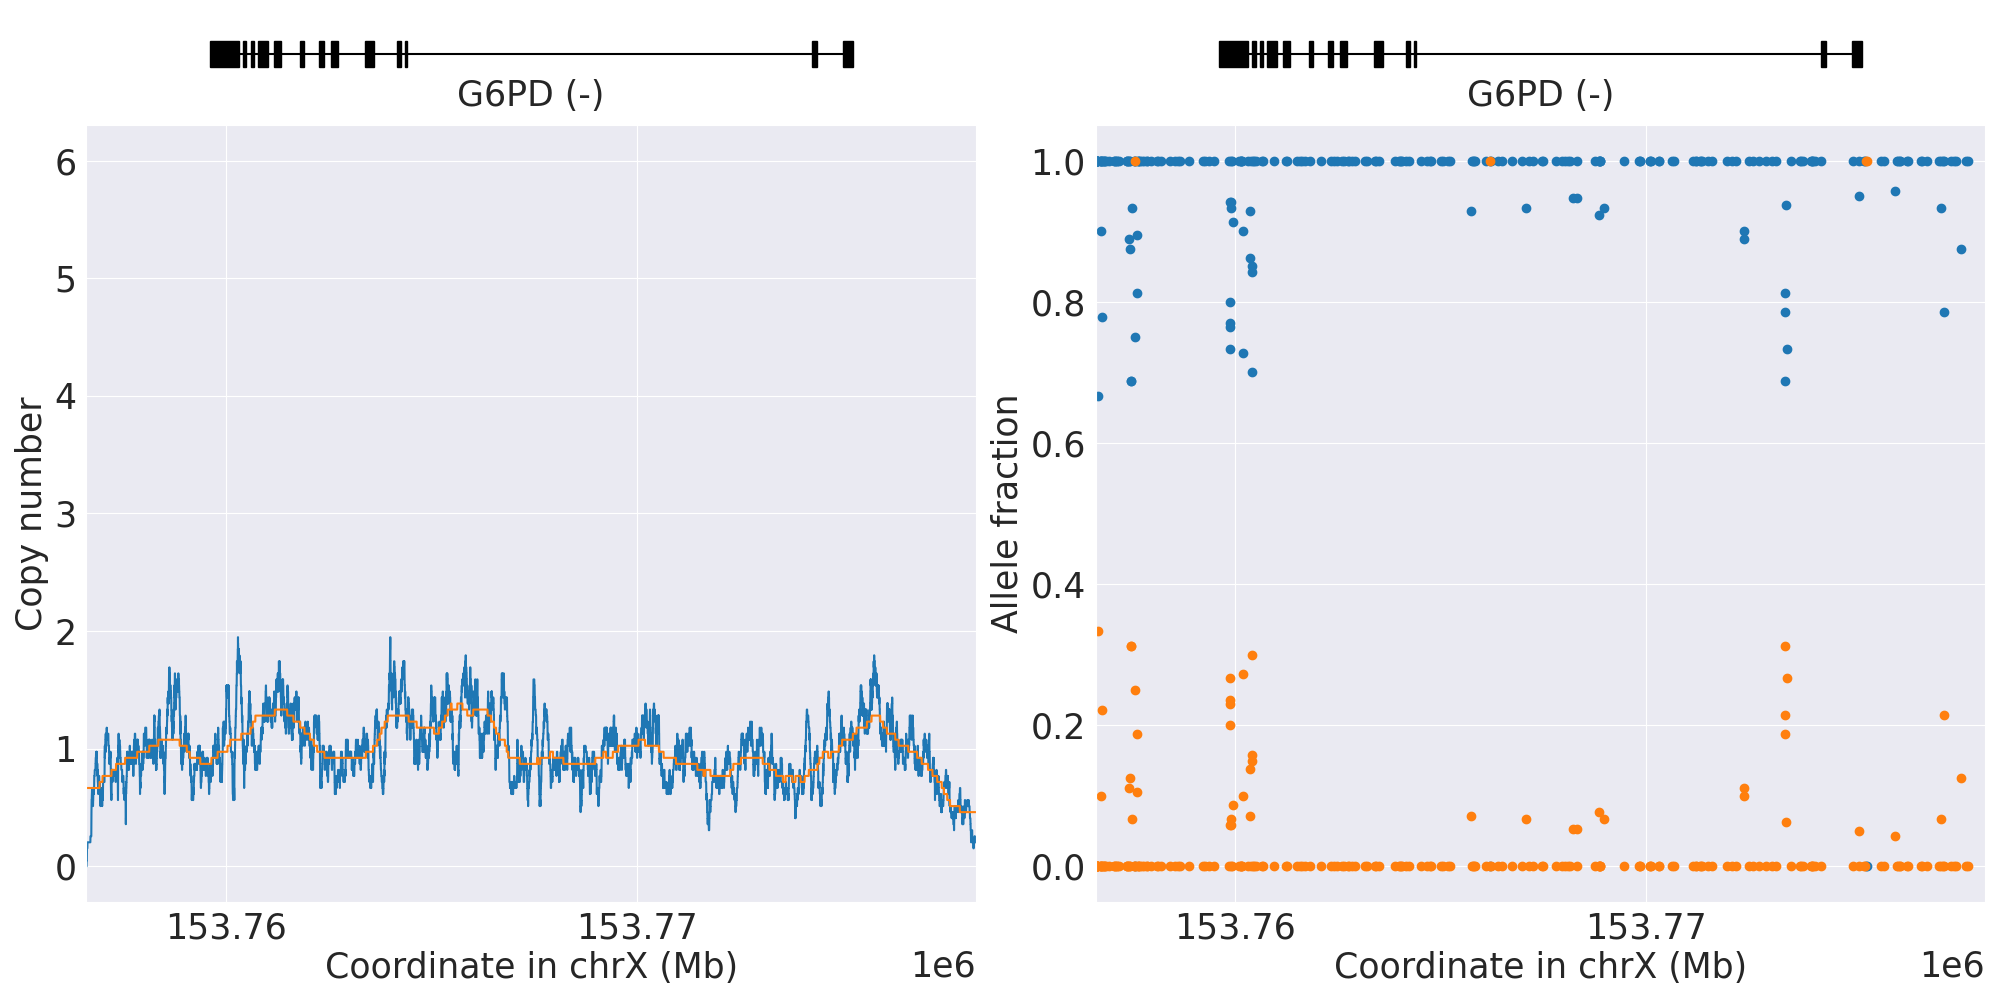 G6PD (-)
G6PD (-)
Copy number
6
5
4
3
2
1
0
153.76
153.77
Coordinate in chrX (Mb)
1e6
Allele fraction
1.0
0.8
0.6
0.4
0.2
0.0
153.76
153.77
Coordinate in chrX (Mb)
1e6